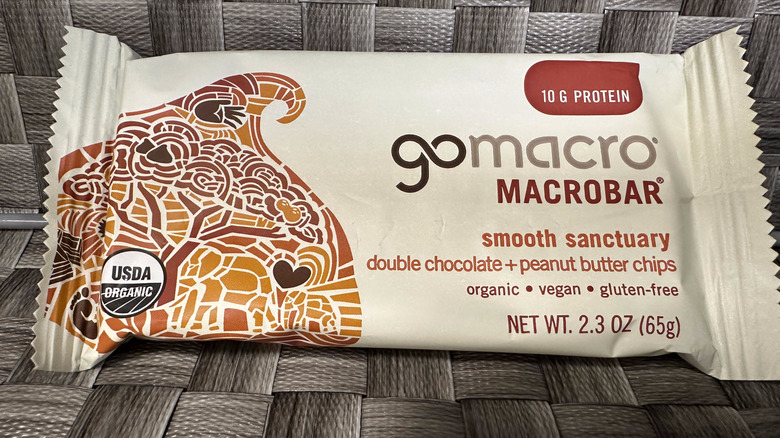 10 G PROTEIN
gomacro®
MACROBAR®
smooth sanctuary
double chocolate + peanut butter chips
organic • vegan • gluten-free
NET WT. 2.3 OZ (65g)
USDA
ORGANIC